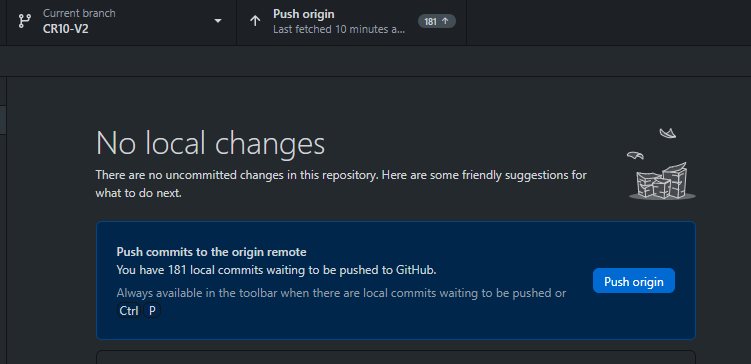 Current branch
CR10-V2
Push origin
Last fetched 10 minutes a...
181
No local changes
There are no uncommitted changes in this repository. Here are some friendly suggestions for
what to do next.
Push commits to the origin remote
You have 181 local commits waiting to be pushed to GitHub.
Always available in the toolbar when there are local commits waiting to be pushed or
Ctrl P
Push origin